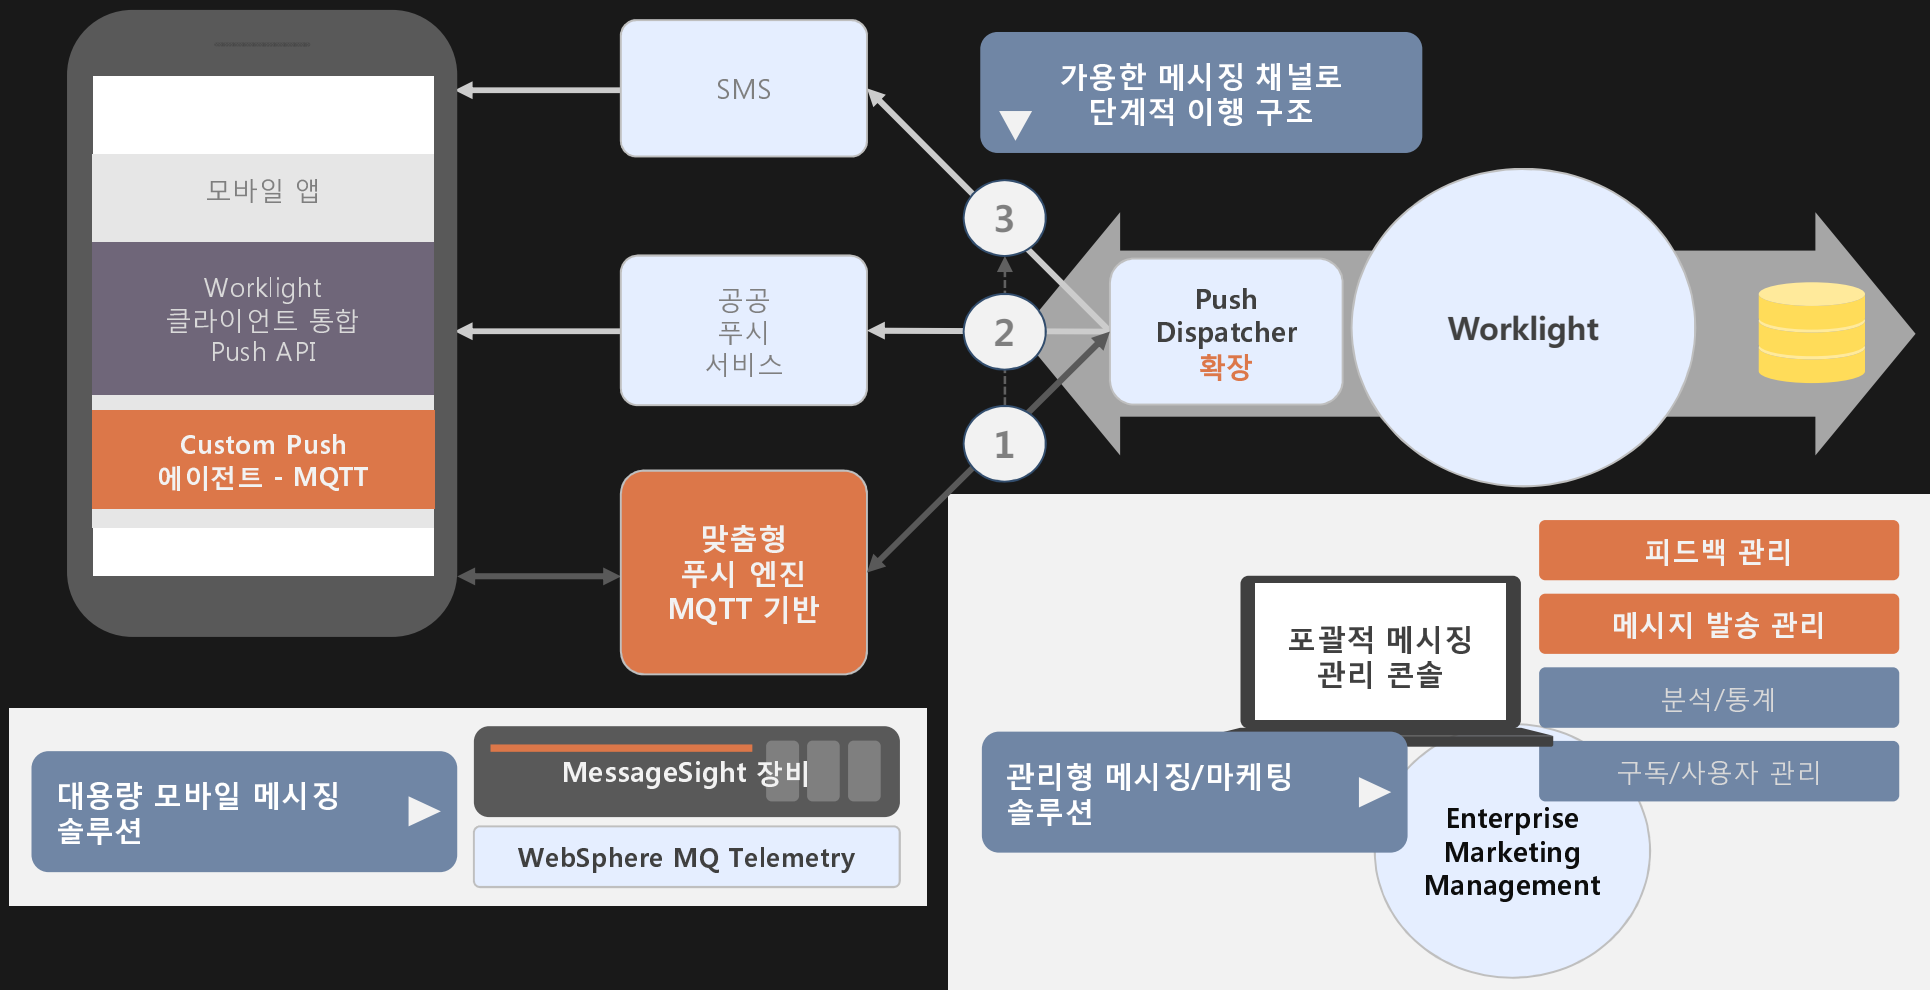 모바일 앱
Worklight
클라이언트 통합
Push API
Custom Push
에이전트 - MQTT
SMS
공공
푸시
서비스
맞춤형
푸시 엔진
MQTT 기반
가용한 메시징 채널로
단계적 이행 구조
3
2
1
Push
Dispatcher
확장
Worklight
대용량 모바일 메시징
솔루션
MessageSight 장비
WebSphere MQ Telemetry
포괄적 메시징
관리 콘솔
피드백 관리
메시지 발송 관리
분석/통계
구독/사용자 관리
관리형 메시징/마케팅
솔루션
Enterprise
Marketing
Management